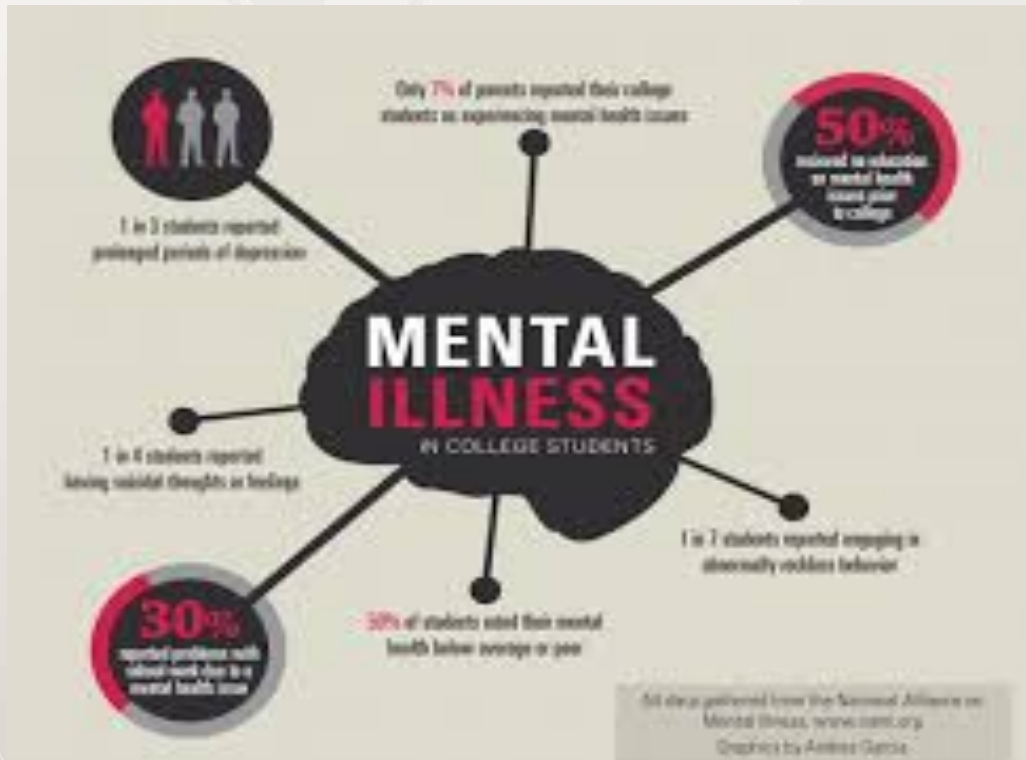 Only 7% of parents reported their college
students as experiencing mental health issues
50%
received no education
on mental health
issues prior
to college
1 in 3 students reported
prolonged periods of depression
MENTAL
ILLNESS
IN COLLEGE STUDENTS
1 in 4 students reported
having suicidal thoughts or feelings
1 in 7 students reported engaging in
abnormally reckless behavior
30%
reported problems with
school work due to a
mental health issue
of students rated their mental
health below average or poor
All data gathered from the National Alliance on
Mental Illness, www.nami.org
Graphics by Andrea Garcia